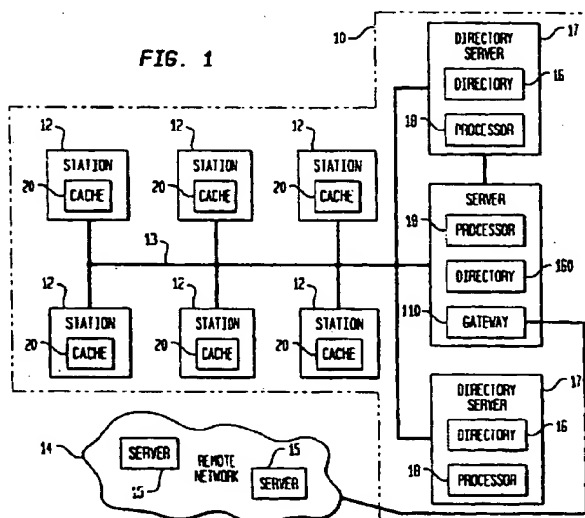 FIG. 1
10
17
DIRECTORY
SERVER
16
DIRECTORY
18
PROCESSOR
12
STATION
20
CACHE
12
STATION
20
CACHE
12
STATION
20
CACHE
13
SERVER
19
PROCESSOR
DIRECTORY
160
110
GATEWAY
12
STATION
20
CACHE
12
STATION
20
CACHE
12
STATION
20
CACHE
17
DIRECTORY
SERVER
16
DIRECTORY
18
PROCESSOR
14
SERVER
15
REMOTE
NETWORK
15
SERVER